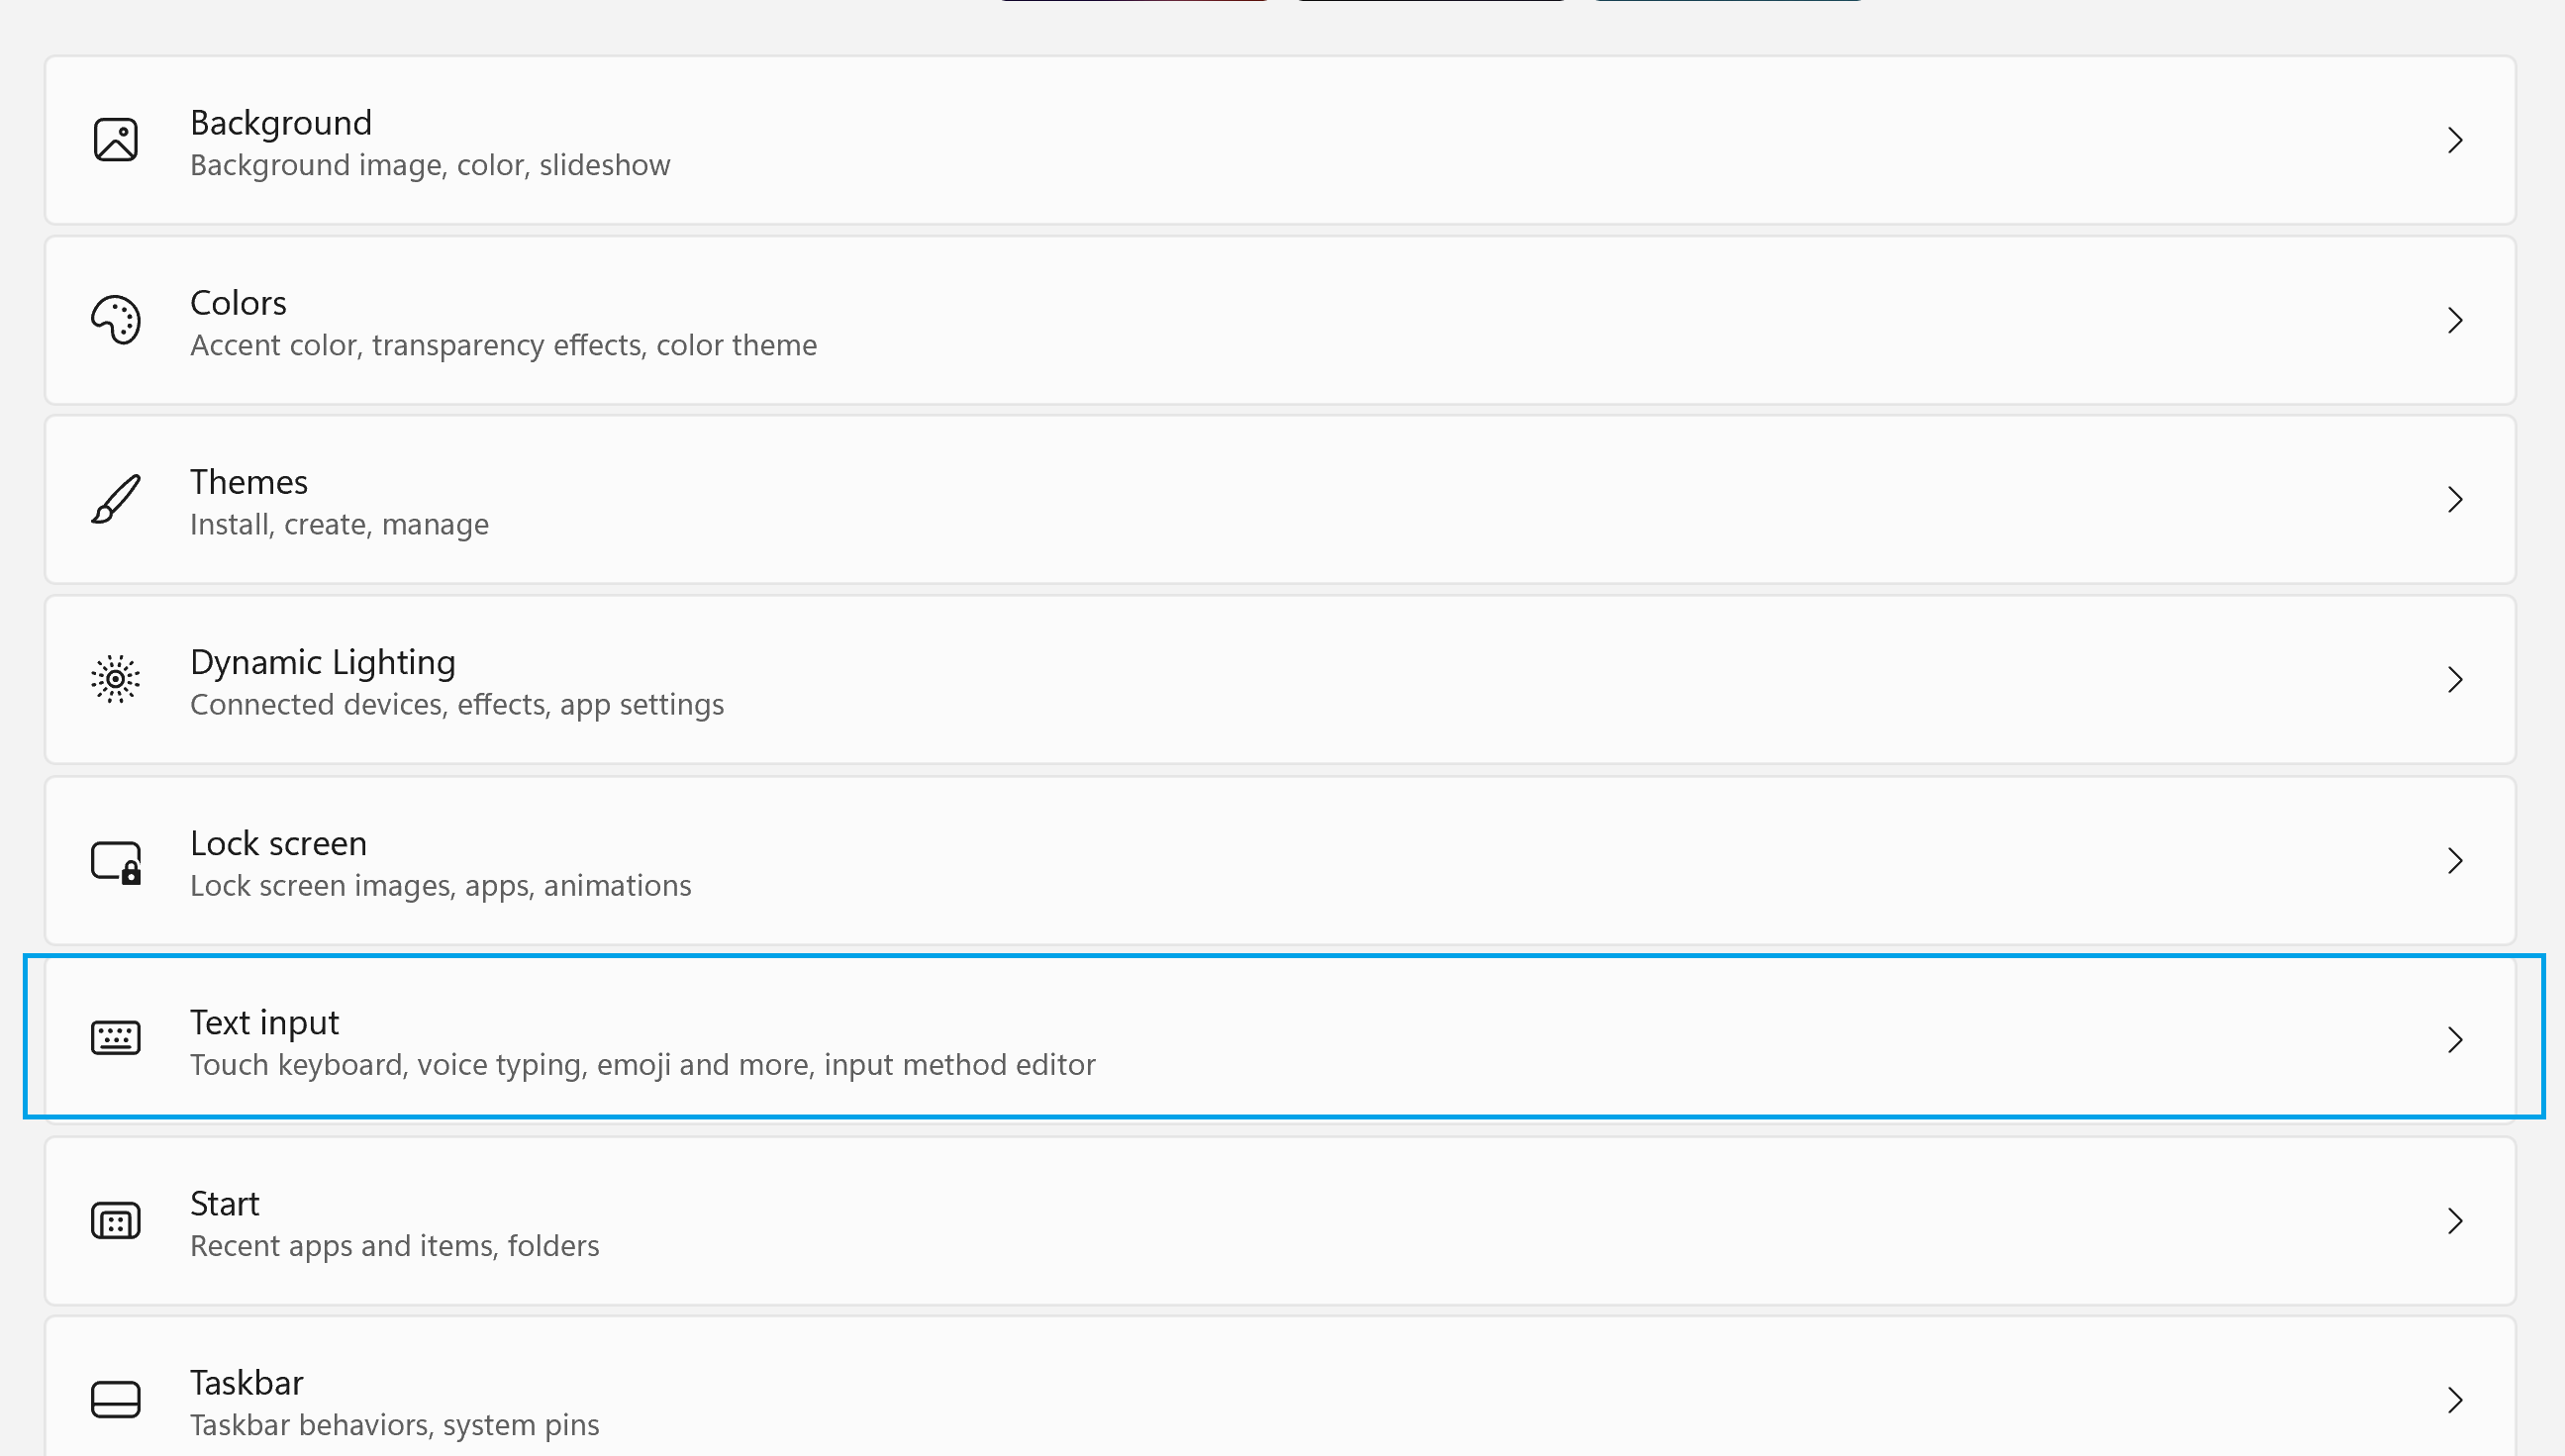 Background
Background image, color, slideshow
Colors
Accent color, transparency effects, color theme
Themes
Install, create, manage
Dynamic Lighting
Connected devices, effects, app settings
Lock screen
Lock screen images, apps, animations
Text input
Touch keyboard, voice typing, emoji and more, input method editor
Start
Recent apps and items, folders
Taskbar
Taskbar behaviors, system pins